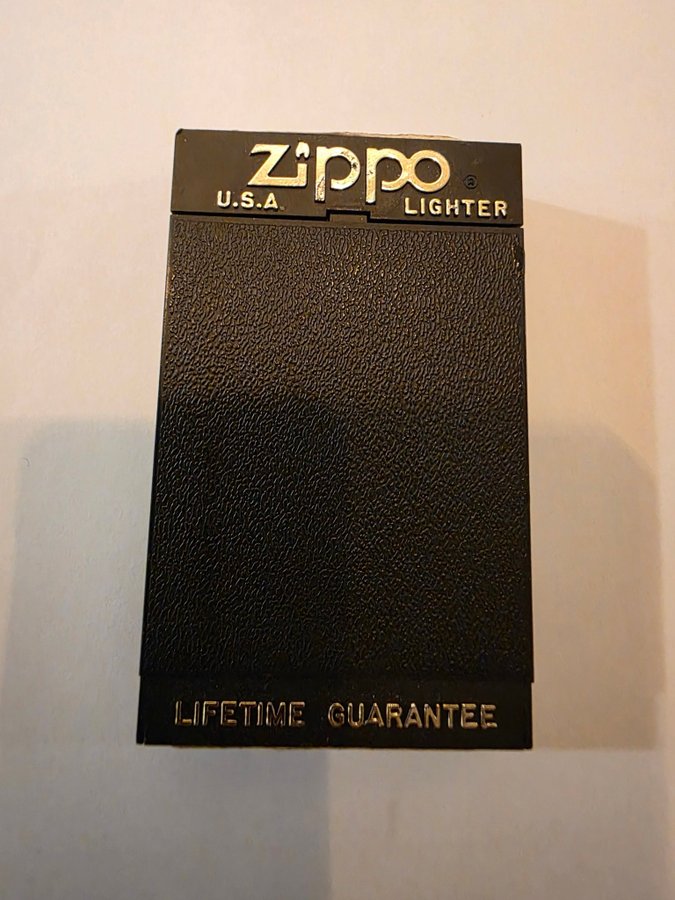 Zippo ®
U.S.A. LIGHTER
LIFETIME GUARANTEE